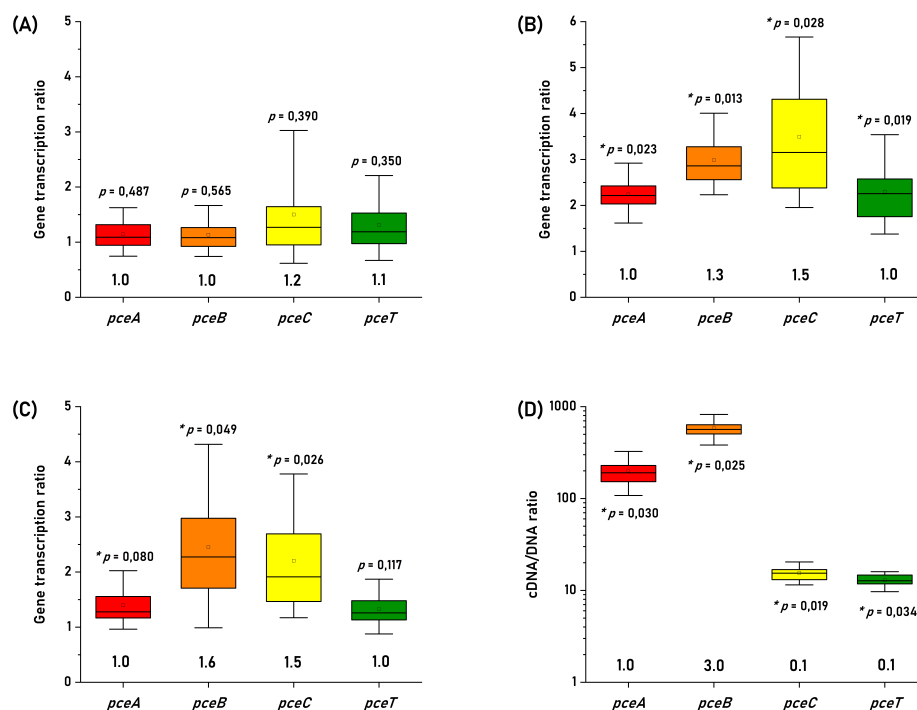 (A)
Gene transcription ratio
5
4
3
2
1
0
p = 0,487
p = 0,565
p = 0,390
p = 0,350
1.0
1.0
1.2
1.1
pceA
pceB
pceC
pceT
(B)
Gene transcription ratio
6
5
4
3
2
1
0
* p = 0,023
* p = 0,013
* p = 0,028
* p = 0,019
1.0
1.3
1.5
1.0
pceA
pceB
pceC
pceT
(C)
Gene transcription ratio
5
4
3
2
1
0
* p = 0,080
* p = 0,049
* p = 0,026
p = 0,117
1.0
1.6
1.5
1.0
pceA
pceB
pceC
pceT
(D)
cDNA/DNA ratio
1000
100
10
1
* p = 0,030
* p = 0,025
* p = 0,019
* p = 0,034
1.0
3.0
0.1
0.1
pceA
pceB
pceC
pceT